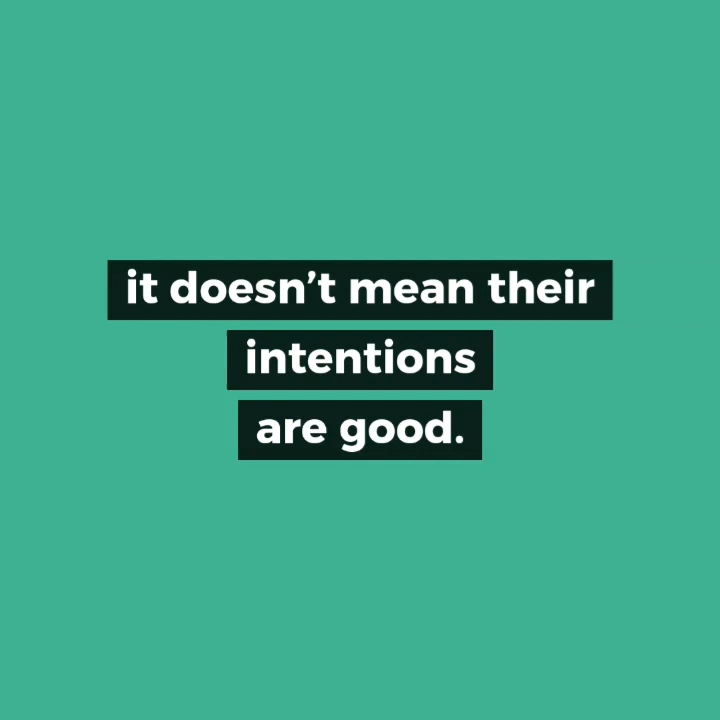 it doesn’t mean their
intentions
are good.